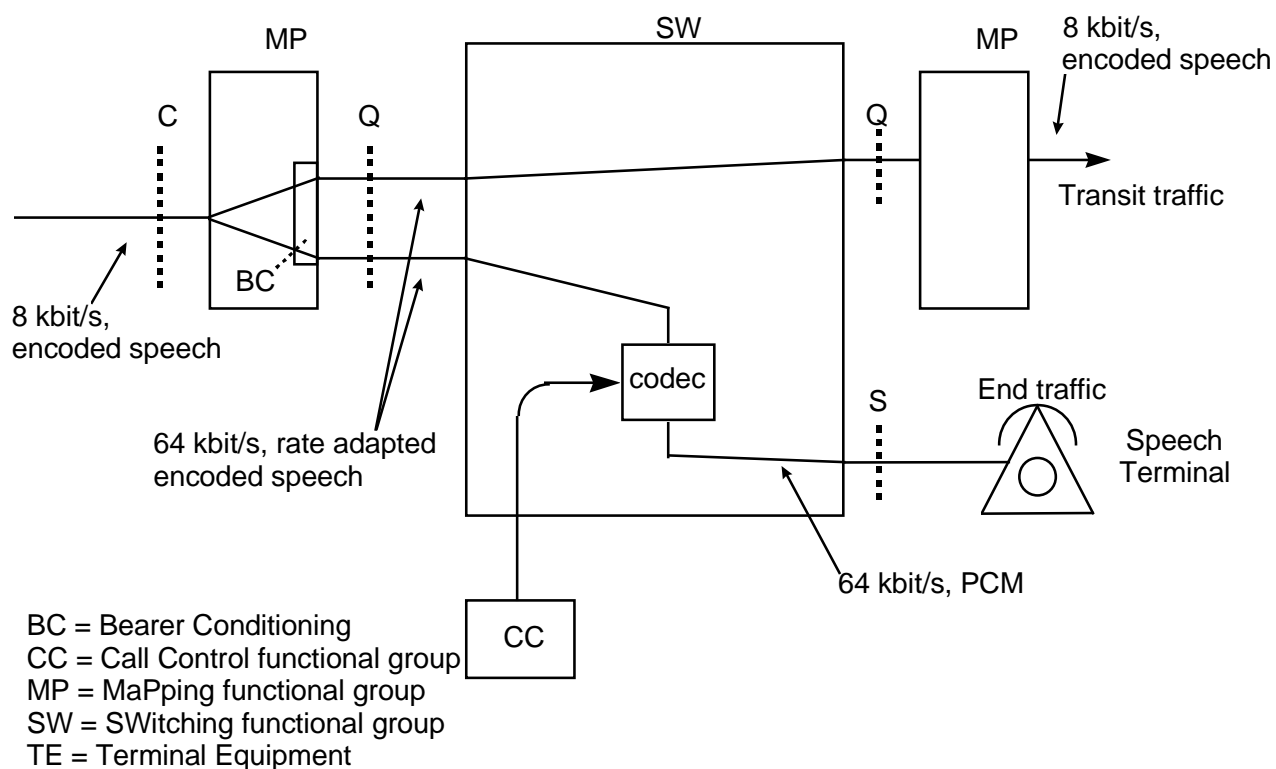 SW
MP
MP
8 kbit/s,
encoded speech
C
Q
Q
Transit traffic
BC
8 kbit/s,
encoded speech
codec
End traffic
S
Speech
Terminal
64 kbit/s, rate adapted
encoded speech
64 kbit/s, PCM
CC
BC = Bearer Conditioning
CC = Call Control functional group
MP = MaPping functional group
SW = SWitching functional group
TE = Terminal Equipment